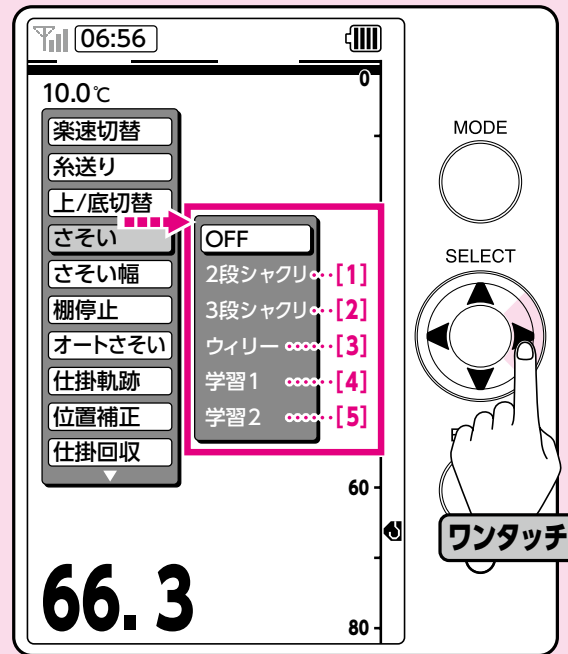 06:56
0
10.0℃
楽速切替
糸送り
上/底切替
さそい
さそい幅
棚停止
オートさそい
仕掛軌跡
位置補正
仕掛回収
OFF
2段シャクリ…[1]
3段シャクリ…[2]
ウィリー……[3]
学習1 ……[4]
学習2 ……[5]
60
66.3
80
MODE
SELECT
ワンタッチ